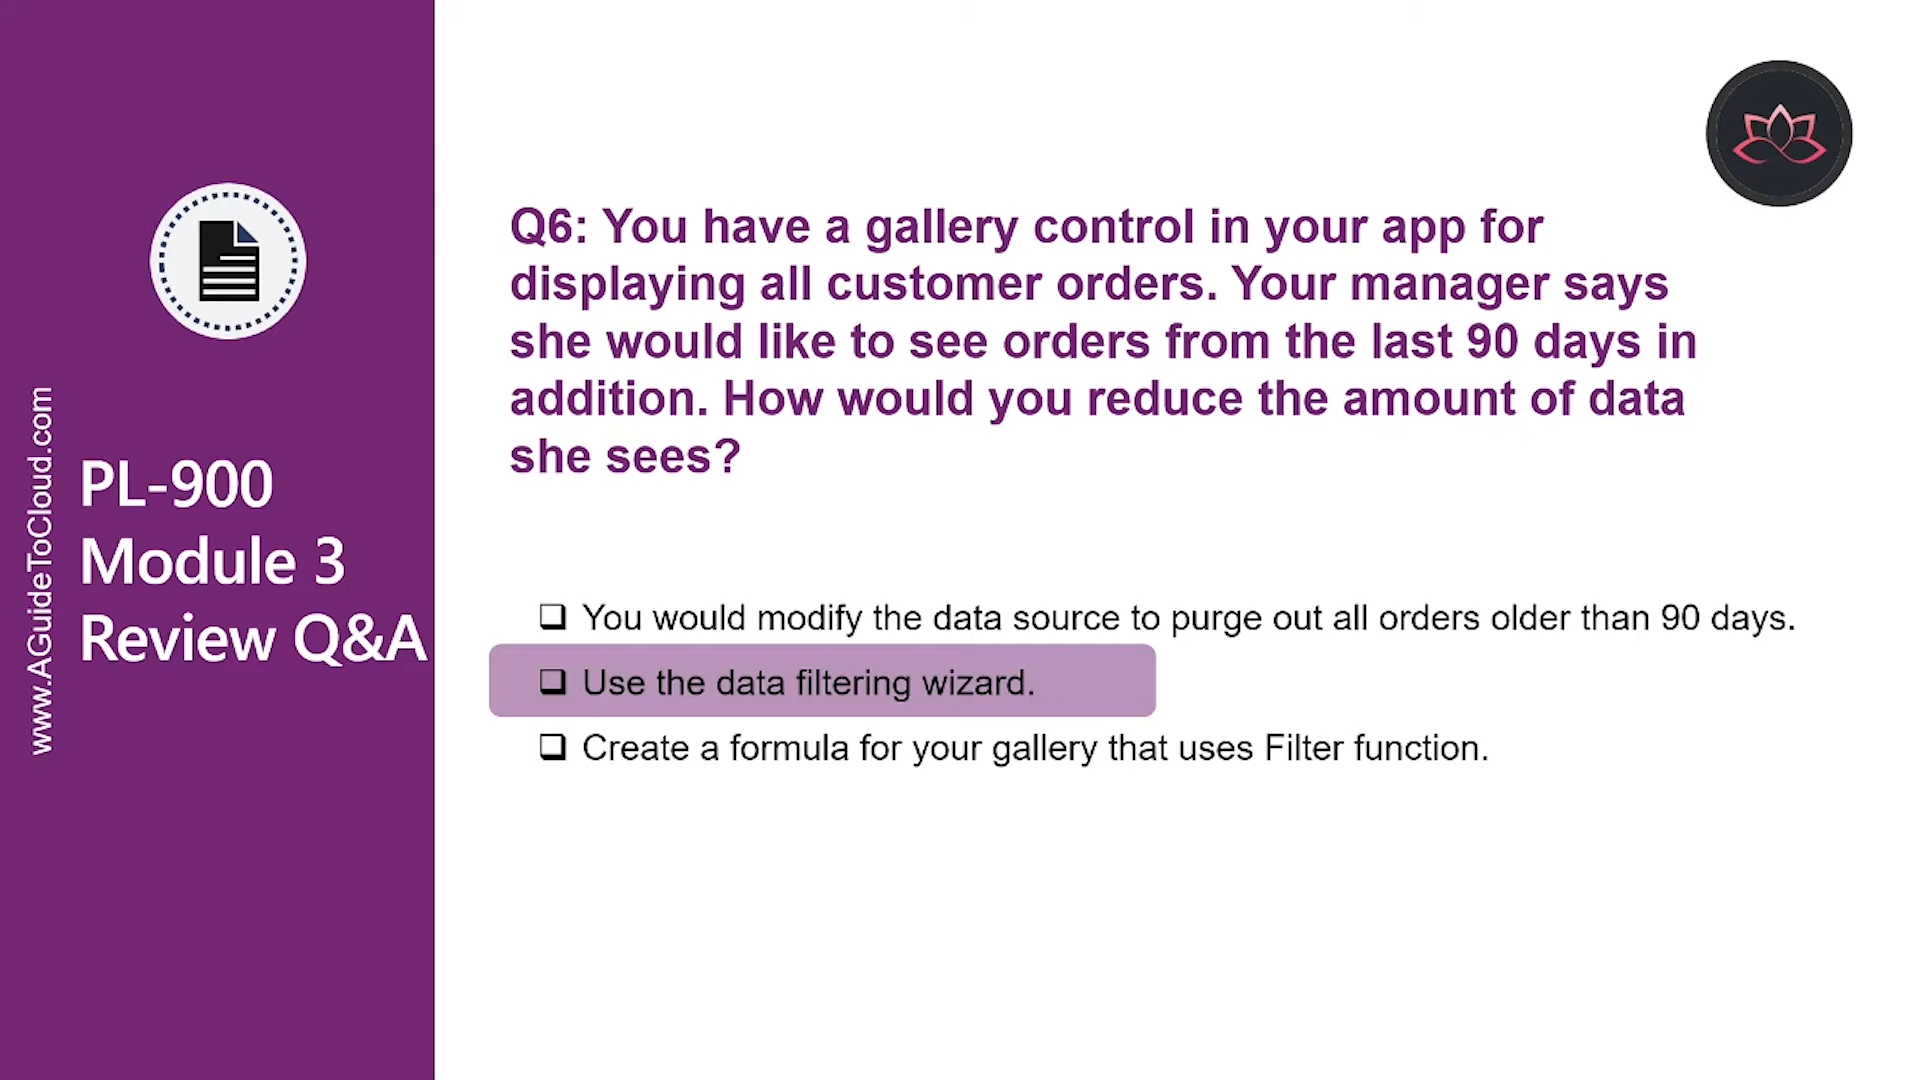 www.AGuideToCloud.com
PL-900
Module 3
Review Q&A
Q6: You have a gallery control in your app for
displaying all customer orders. Your manager says
she would like to see orders from the last 90 days in
addition. How would you reduce the amount of data
she sees?
❑ You would modify the data source to purge out all orders older than 90 days.
❑ Use the data filtering wizard.
❑ Create a formula for your gallery that uses Filter function.